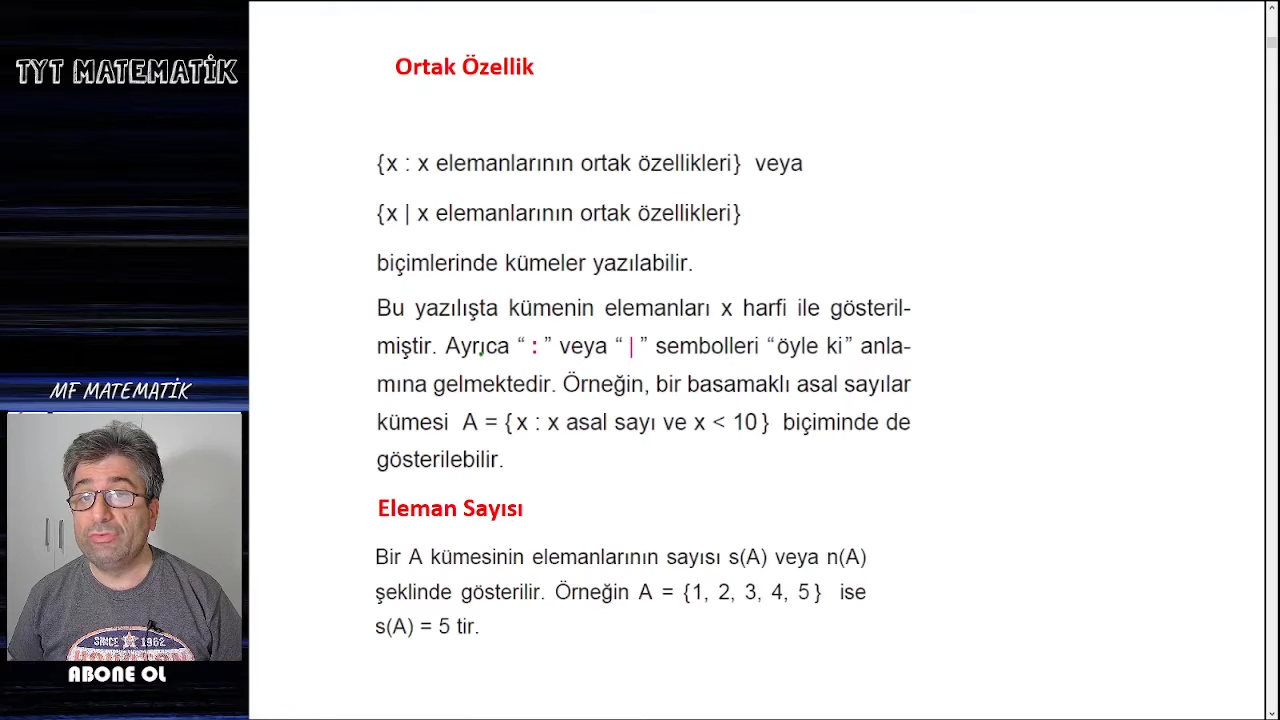 TYT MATEMATİK
Ortak Özellik
{x : x elemanlarının ortak özellikleri} veya
{x | x elemanlarının ortak özellikleri}
biçimlerinde kümeler yazılabilir.
Bu yazılışta kümenin elemanları x harfi ile gösteril-
miştir. Ayrıca “ : ” veya “ | ” sembolleri “öyle ki” anla-
mına gelmektedir. Örneğin, bir basamaklı asal sayılar
kümesi A = {x : x asal sayı ve x < 10} biçiminde de
gösterilebilir.
Eleman Sayısı
Bir A kümesinin elemanlarının sayısı s(A) veya n(A)
şeklinde gösterilir. Örneğin A = {1, 2, 3, 4, 5} ise
s(A) = 5 tir.
MF MATEMATİK
SINCE 1982
ABONE OL